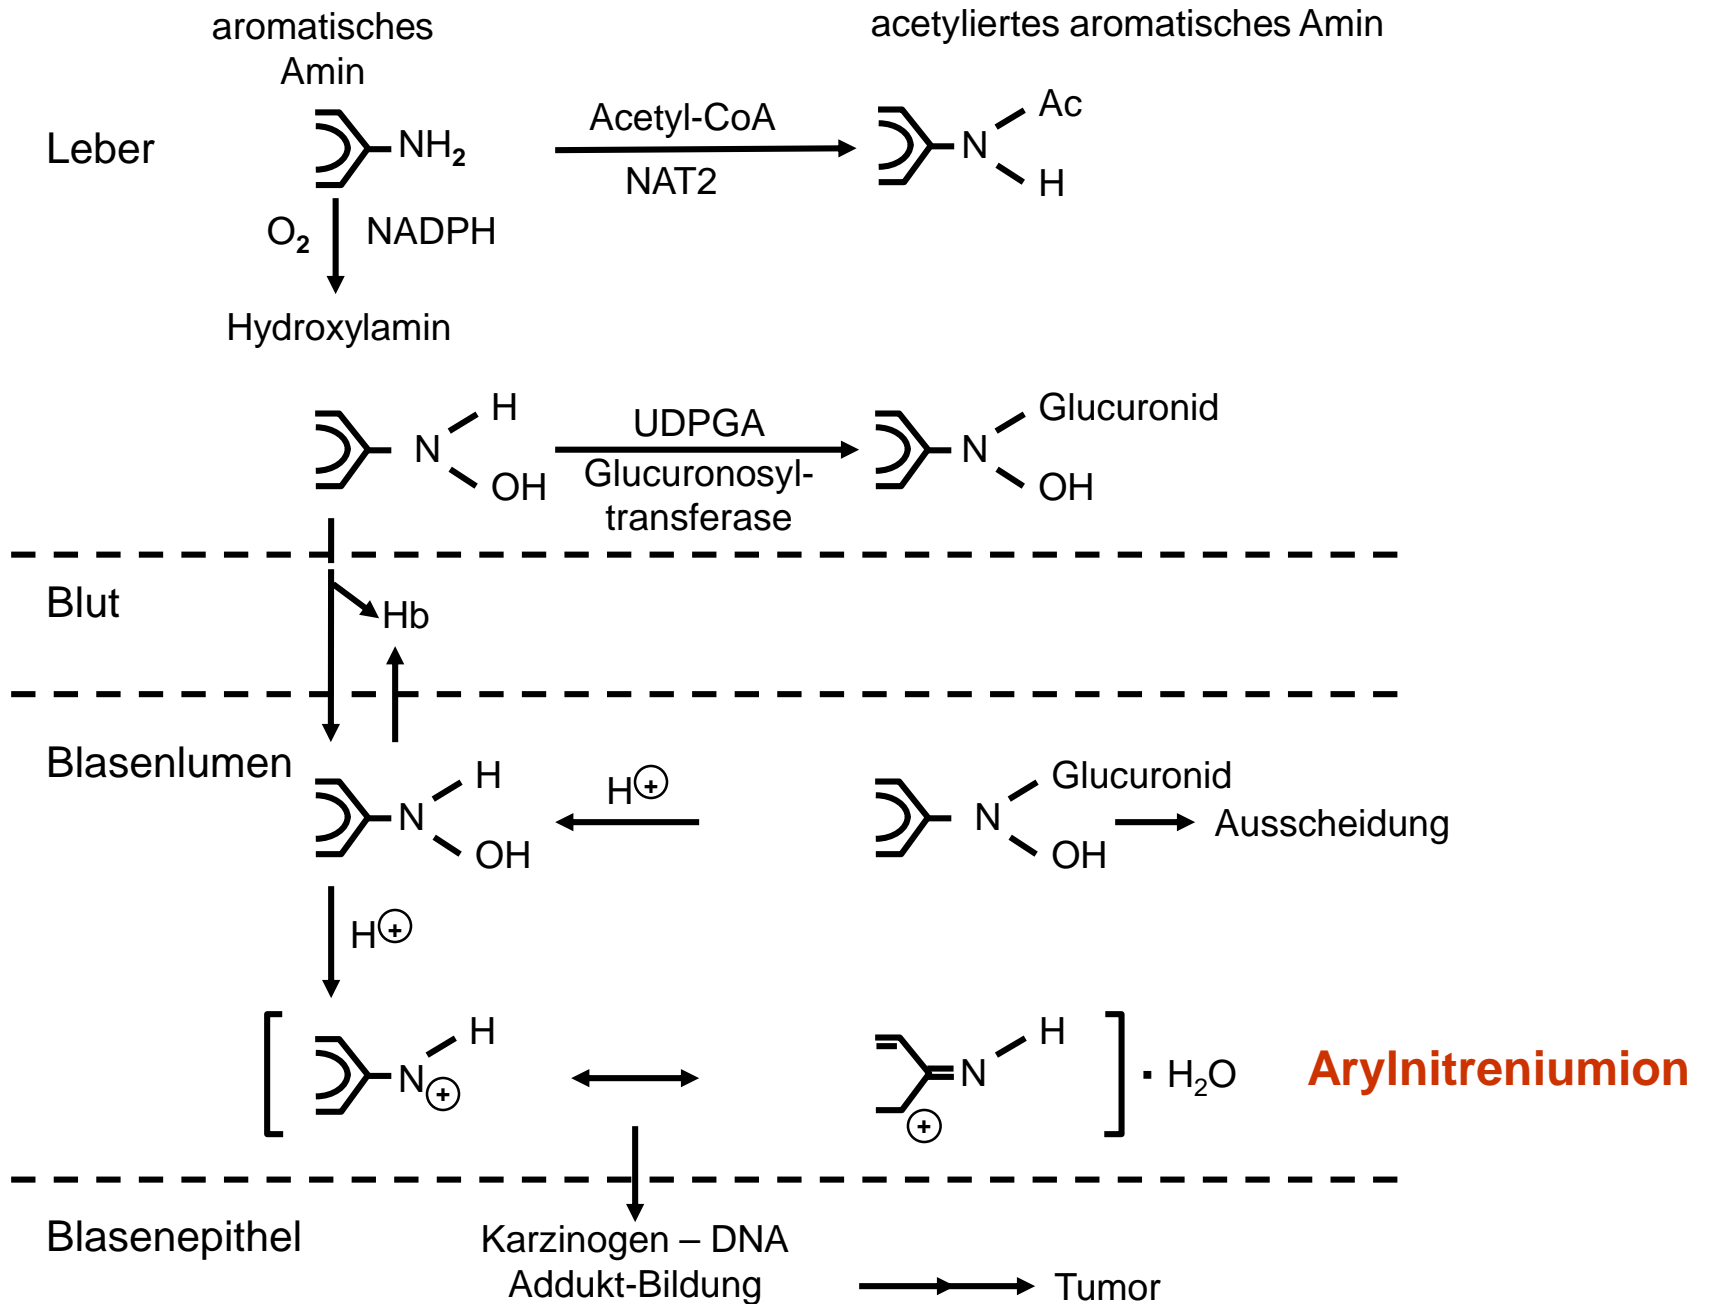 aromatisches
Amin
acetyliertes aromatisches Amin
Leber
NH2
Acetyl-CoA
NAT2
N
Ac
H
O2
NADPH
Hydroxylamin
N
H
OH
UDPGA
Glucuronosyl-
transferase
N
Glucuronid
OH
Blut
Hb
Blasenlumen
N
H
OH
H+
N
Glucuronid
OH
Ausscheidung
H+
N
H
+
N
H
+
· H2O
Arylnitreniumion
Blasenepithel
Karzinogen – DNA
Addukt-Bildung
Tumor